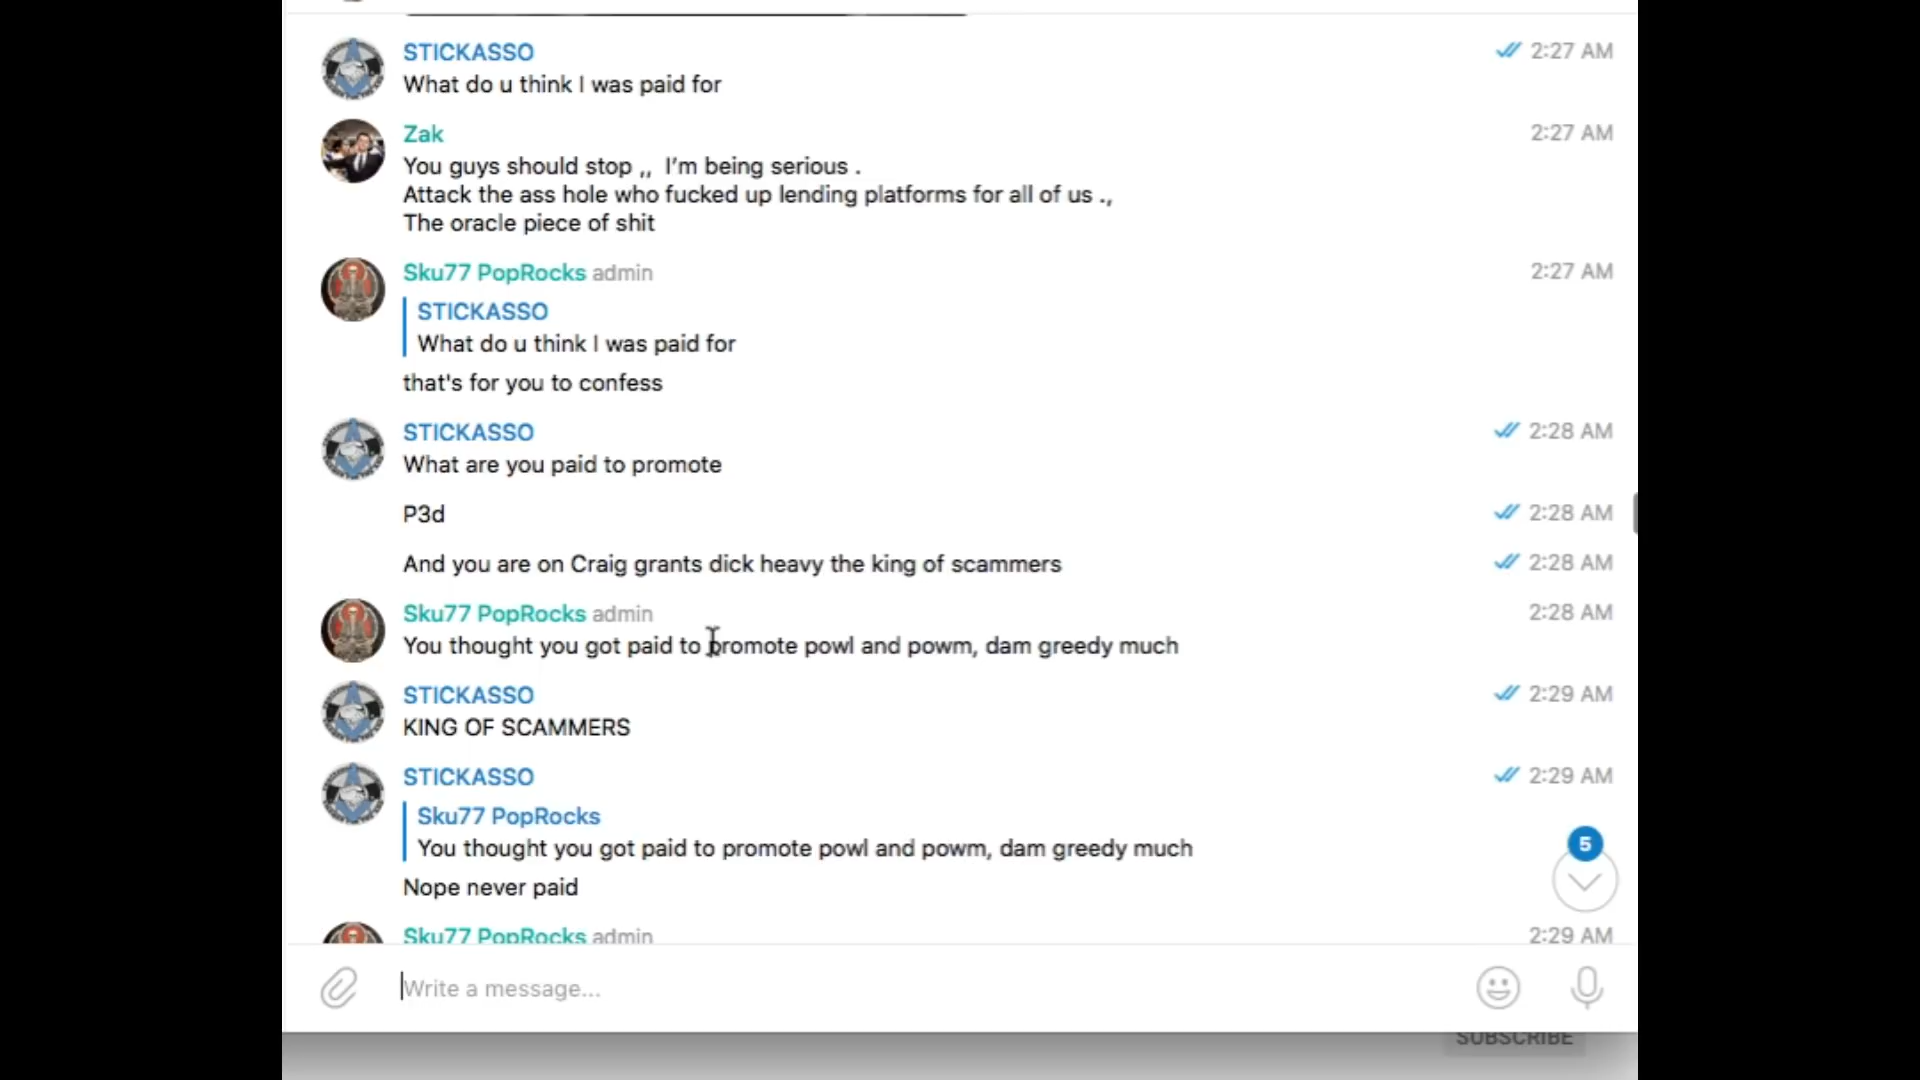 STICKASSO
2:27 AM
What do u think I was paid for
Zak
2:27 AM
You guys should stop ,, I'm being serious .
Attack the ass hole who fucked up lending platforms for all of us .,
The oracle piece of shit
Sku77 PopRocks admin
2:27 AM
STICKASSO
What do u think I was paid for
that's for you to confess
STICKASSO
2:28 AM
What are you paid to promote
P3d
2:28 AM
And you are on Craig grants dick heavy the king of scammers
2:28 AM
Sku77 PopRocks admin
2:28 AM
You thought you got paid to promote powl and powm, dam greedy much
STICKASSO
2:29 AM
KING OF SCAMMERS
STICKASSO
2:29 AM
Sku77 PopRocks
You thought you got paid to promote powl and powm, dam greedy much
5
Nope never paid
Sku77 PopRocks admin
2:29 AM
Write a message...
SUBSCRIBE